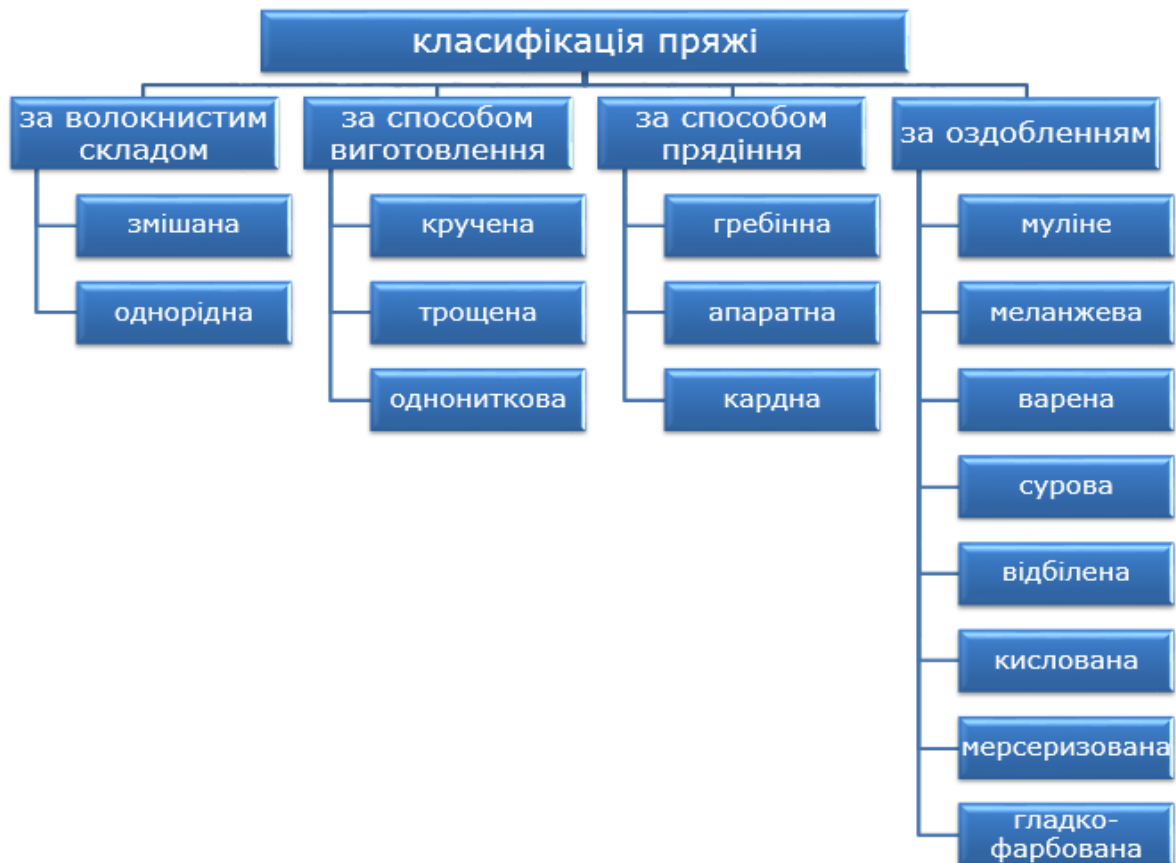 класифікація пряжі
за волокнистим
складом
змішана
однорідна
за способом
виготовлення
кручена
трощена
однониткова
за способом
прядіння
гребінна
апаратна
кардна
за оздобленням
муліне
меланжева
варена
сурова
відбілена
кислована
мерсеризована
гладко-
фарбована